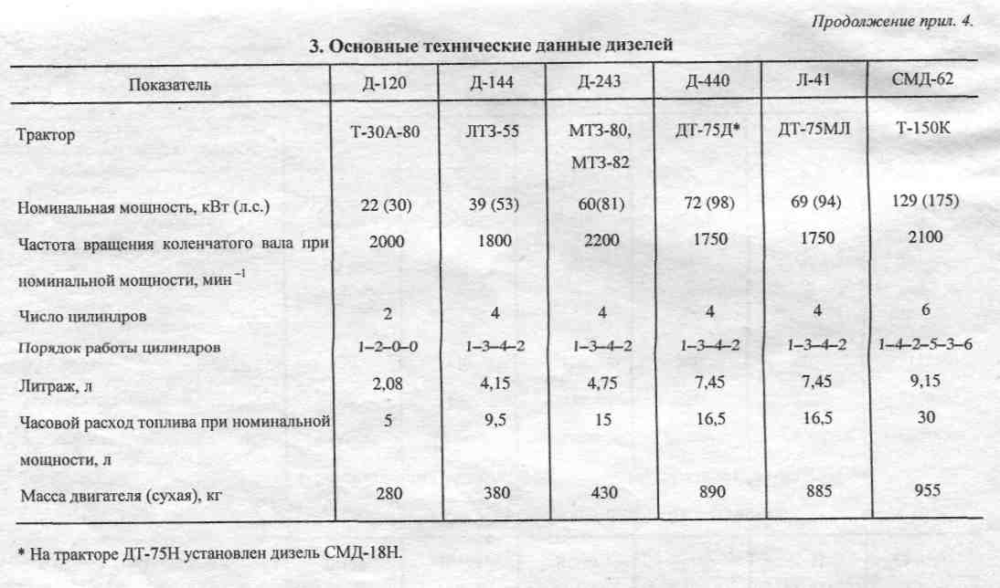 Продолжение прил. 4.
3. Основные технические данные дизелей
Показатель Д-120 Д-144 Д-243 Д-440 Л-41 СМД-62
Трактор Т-30А-80 ЛТЗ-55 МТЗ-80, ДТ-75Д* ДТ-75МЛ Т-150К
МТЗ-82
Номинальная мощность, кВт (л.с.) 22 (30) 39 (53) 60(81) 72 (98) 69 (94) 129 (175)
Частота вращения коленчатого вала при 2000 1800 2200 1750 1750 2100
номинальной мощности, мин⁻¹
Число цилиндров 2 4 4 4 4 6
Порядок работы цилиндров 1–2–0–0 1–3–4–2 1–3–4–2 1–3–4–2 1–3–4–2 1–4–2–5–3–6
Литраж, л 2,08 4,15 4,75 7,45 7,45 9,15
Часовой расход топлива при номинальной 5 9,5 15 16,5 16,5 30
мощности, л
Масса двигателя (сухая), кг 280 380 430 890 885 955
* На тракторе ДТ-75Н установлен дизель СМД-18Н.